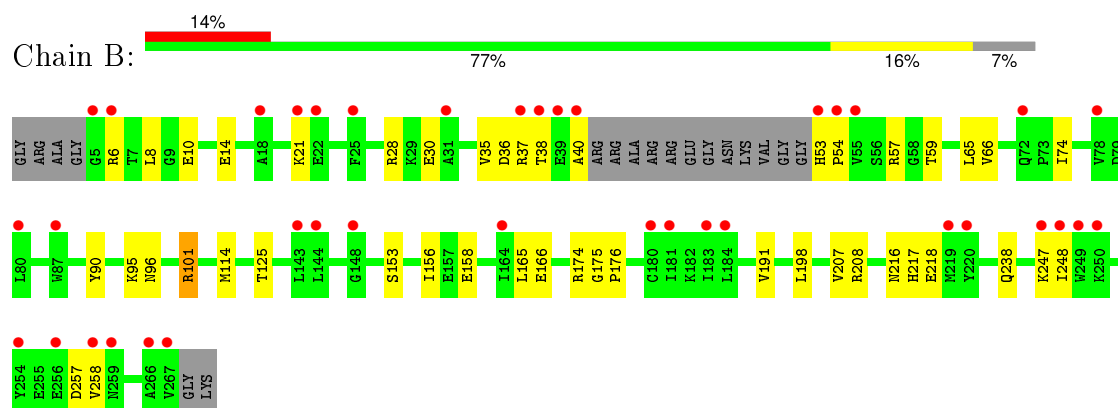 14%
Chain B:
77% 16% 7%
GLY ARG ALA GLY G5 R6 T7 L8 G9 E10 E14 A18 K21 E22 F25 R28 K29 E30 A31 V35 D36 R37 T38 E39 A40 ARG ARG ALA ARG ARG GLU GLY ASN LYS VAL GLY GLY H53 P54 V55 S56 R57 G58 T59 L65 V66 Q72 P73 I74 V78 D79
L80 W87 Y90 K95 N96 R101 M114 T125 L143 L144 G148 S153 I156 E157 E158 I164 L165 E166 R174 G175 P176 C180 I181 K182 I183 L184 V191 L198 V207 R208 N216 H217 E218 M219 Y220 Q238 K247 I248 W249 K250
Y254 E255 E256 D257 V258 N259 A266 V267 GLY LYS